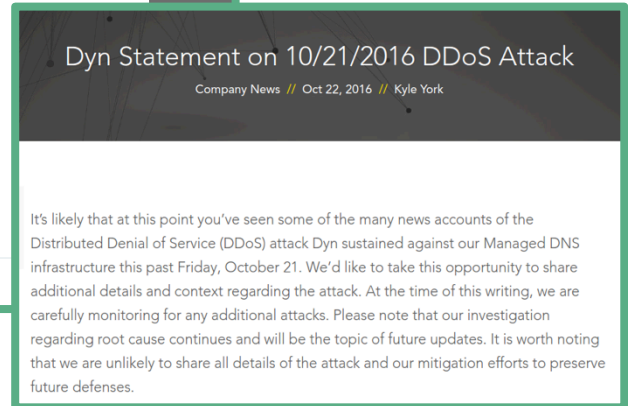 Dyn Statement on 10/21/2016 DDoS Attack
Company News // Oct 22, 2016 // Kyle York
It's likely that at this point you've seen some of the many news accounts of the
Distributed Denial of Service (DDoS) attack Dyn sustained against our Managed DNS
infrastructure this past Friday, October 21. We'd like to take this opportunity to share
additional details and context regarding the attack. At the time of this writing, we are
carefully monitoring for any additional attacks. Please note that our investigation
regarding root cause continues and will be the topic of future updates. It is worth noting
that we are unlikely to share all details of the attack and our mitigation efforts to preserve
future defenses.